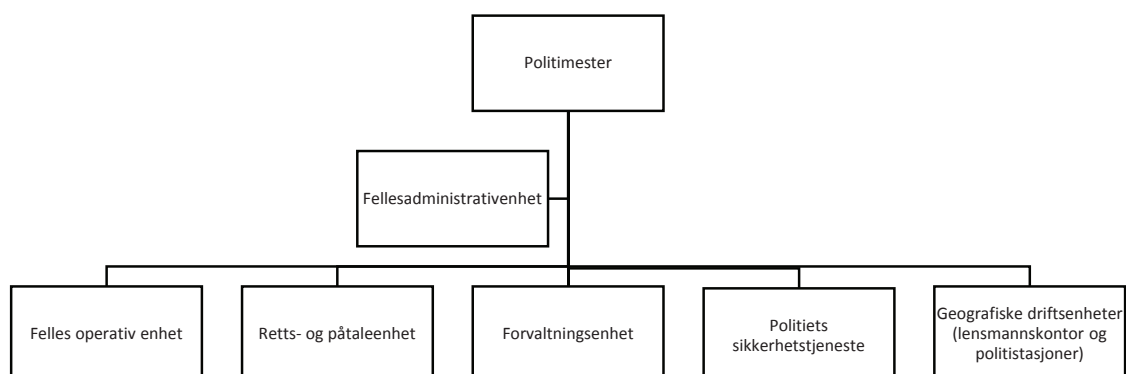 Politimester
Fellesadministrativenhet
Felles operativ enhet
Retts- og påtaleenhet
Forvaltningsenhet
Politiets
sikkerhetstjeneste
Geografiske driftsenheter
(lensmannskontor og
politistasjoner)